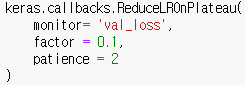 keras.callbacks.ReduceLROnPlateau(
    monitor= 'val_loss',
    factor = 0.1,
    patience = 2
)